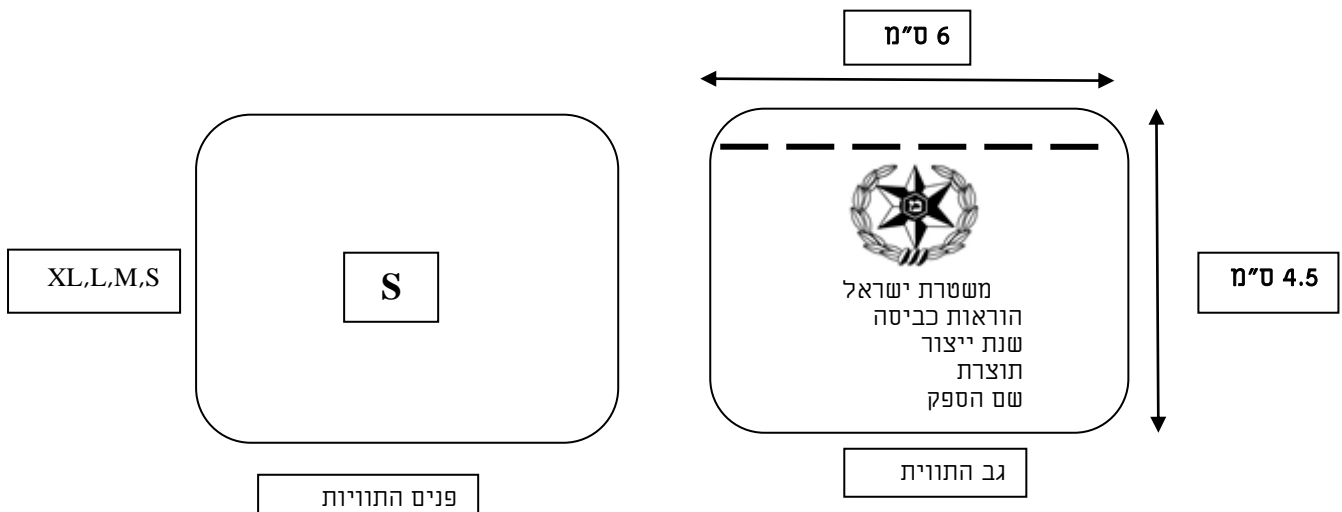 6 ס"מ
משטרת ישראל
הוראות כביסה
שנת ייצור
תוצרת
שם הספק
4.5 ס"מ
גב התווית
S
XL,L,M,S
פנים התוויות